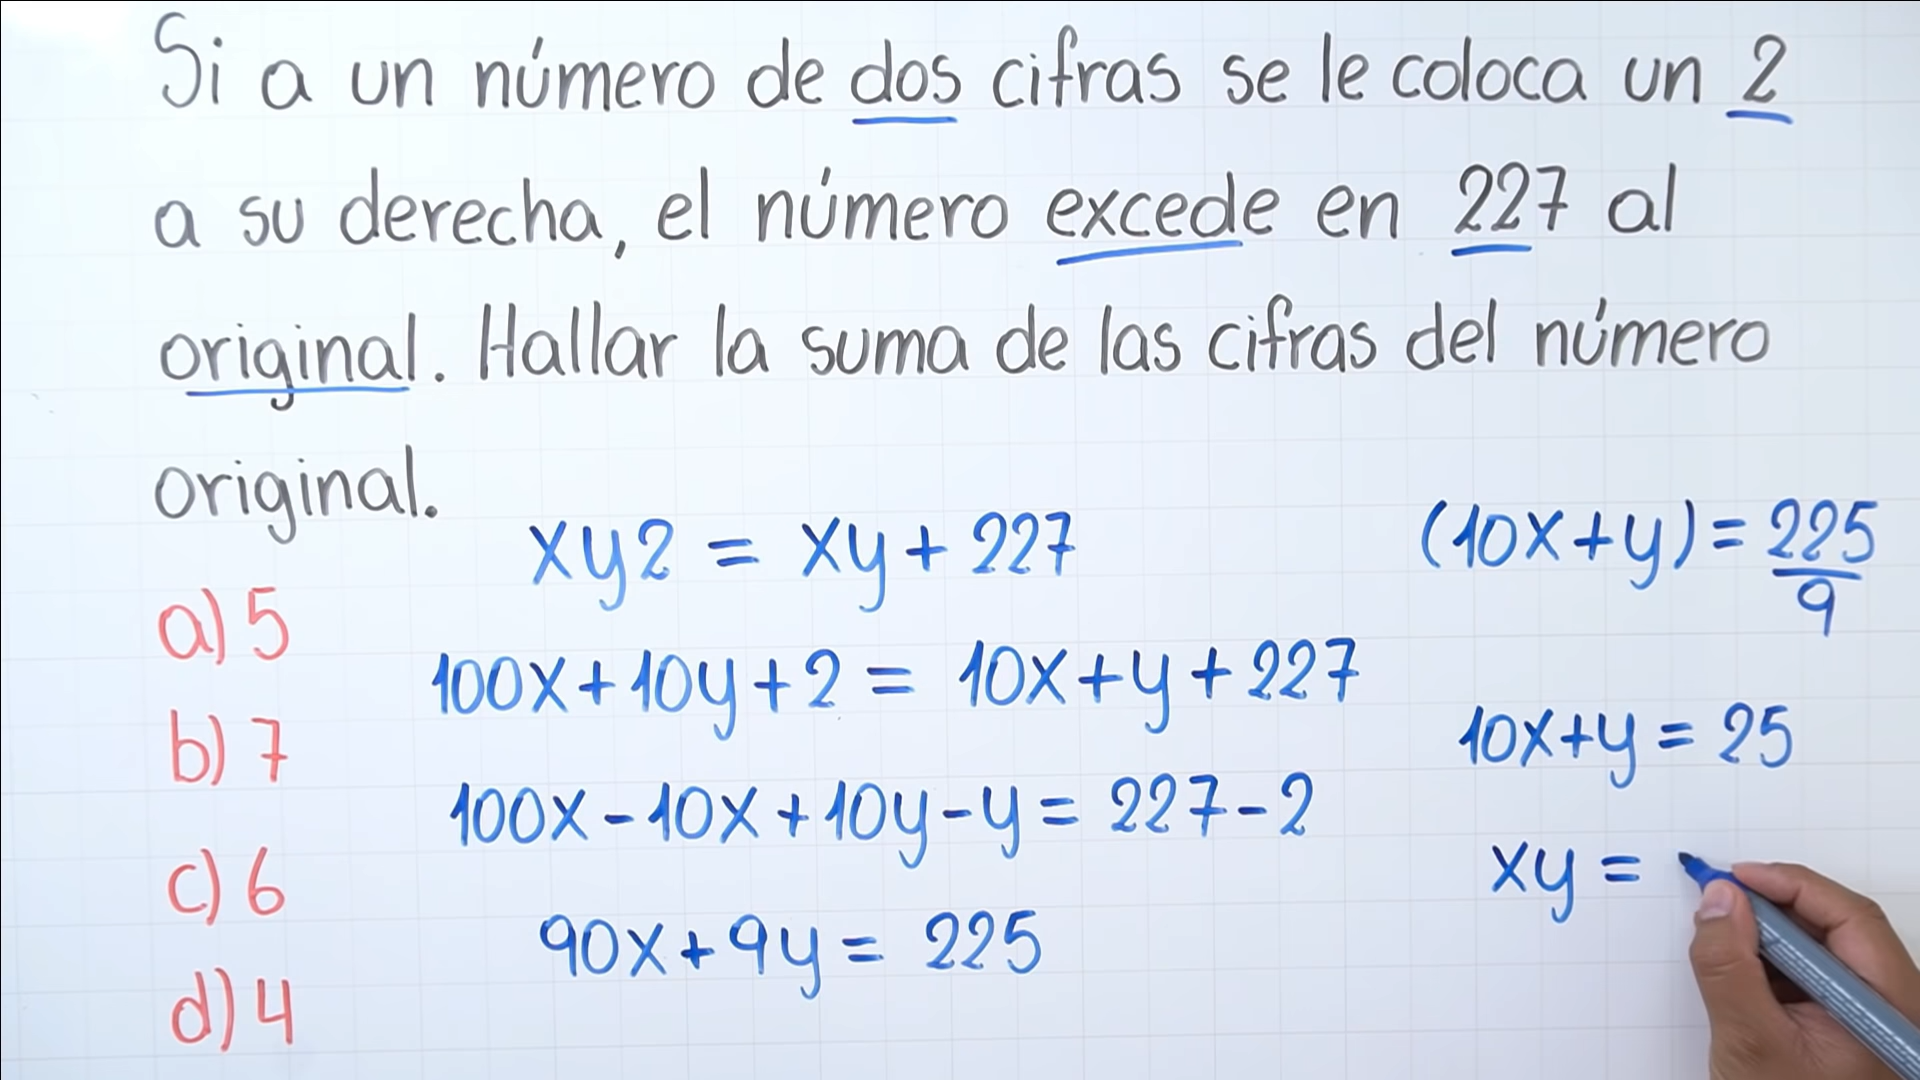 Si a un número de dos cifras se le coloca un 2
a su derecha, el número excede en 227 al
original. Hallar la suma de las cifras del número
original.
a) 5
b) 7
c) 6
d) 4
xy2 = xy + 227
100x + 10y + 2 = 10x + y + 227
100x - 10x + 10y - y = 227 - 2
90x + 9y = 225
(10x + y) = 225
9
10x + y = 25
xy =